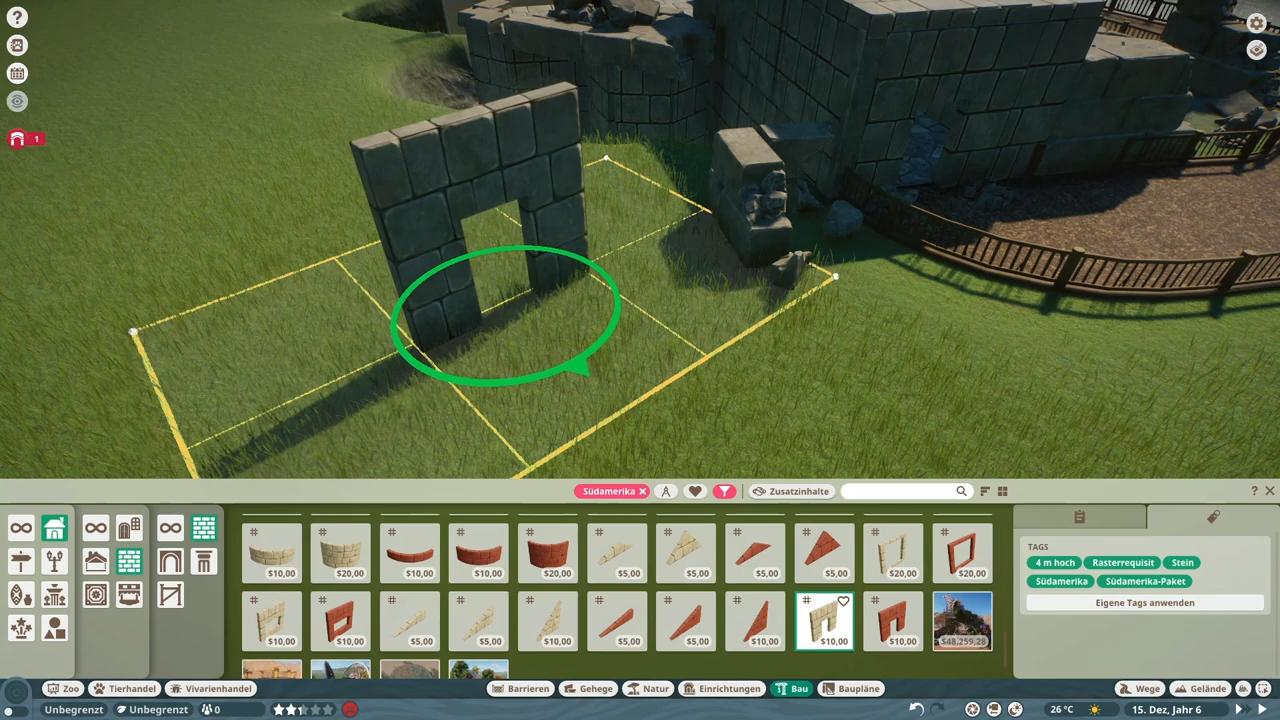 ?
1
Südamerika ×
Zusatzinhalte
? ×
$10,00 $20,00 $10,00 $10,00 $20,00 $5,00 $5,00 $5,00 $5,00 $20,00 $20,00
$10,00 $10,00 $5,00 $5,00 $10,00 $5,00 $5,00 $10,00 $10,00 $10,00 $48.259,28
TAGS
4 m hoch Rasterrequisit Stein
Südamerika Südamerika-Paket
Eigene Tags anwenden
Zoo Tierhandel Vivarienhandel Barrieren Gehege Natur Einrichtungen Bau Baupläne Wege Gelände
Unbegrenzt Unbegrenzt 0 26 °C 15. Dez, Jahr 6